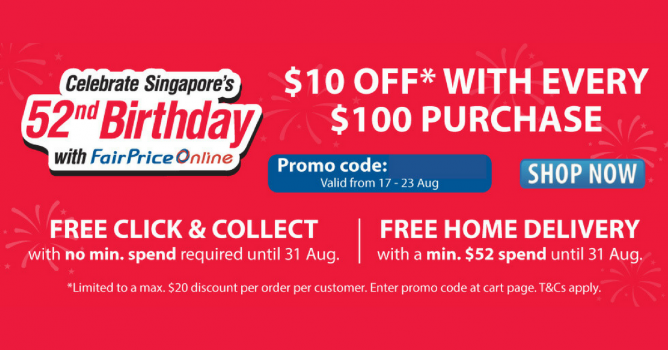 Celebrate Singapore's
52nd Birthday
with FairPrice Online
$10 OFF* WITH EVERY
$100 PURCHASE
Promo code:
Valid from 17 - 23 Aug
SHOP NOW
FREE CLICK & COLLECT
with no min. spend required until 31 Aug.
FREE HOME DELIVERY
with a min. $52 spend until 31 Aug.
*Limited to a max. $20 discount per order per customer. Enter promo code at cart page. T&Cs apply.